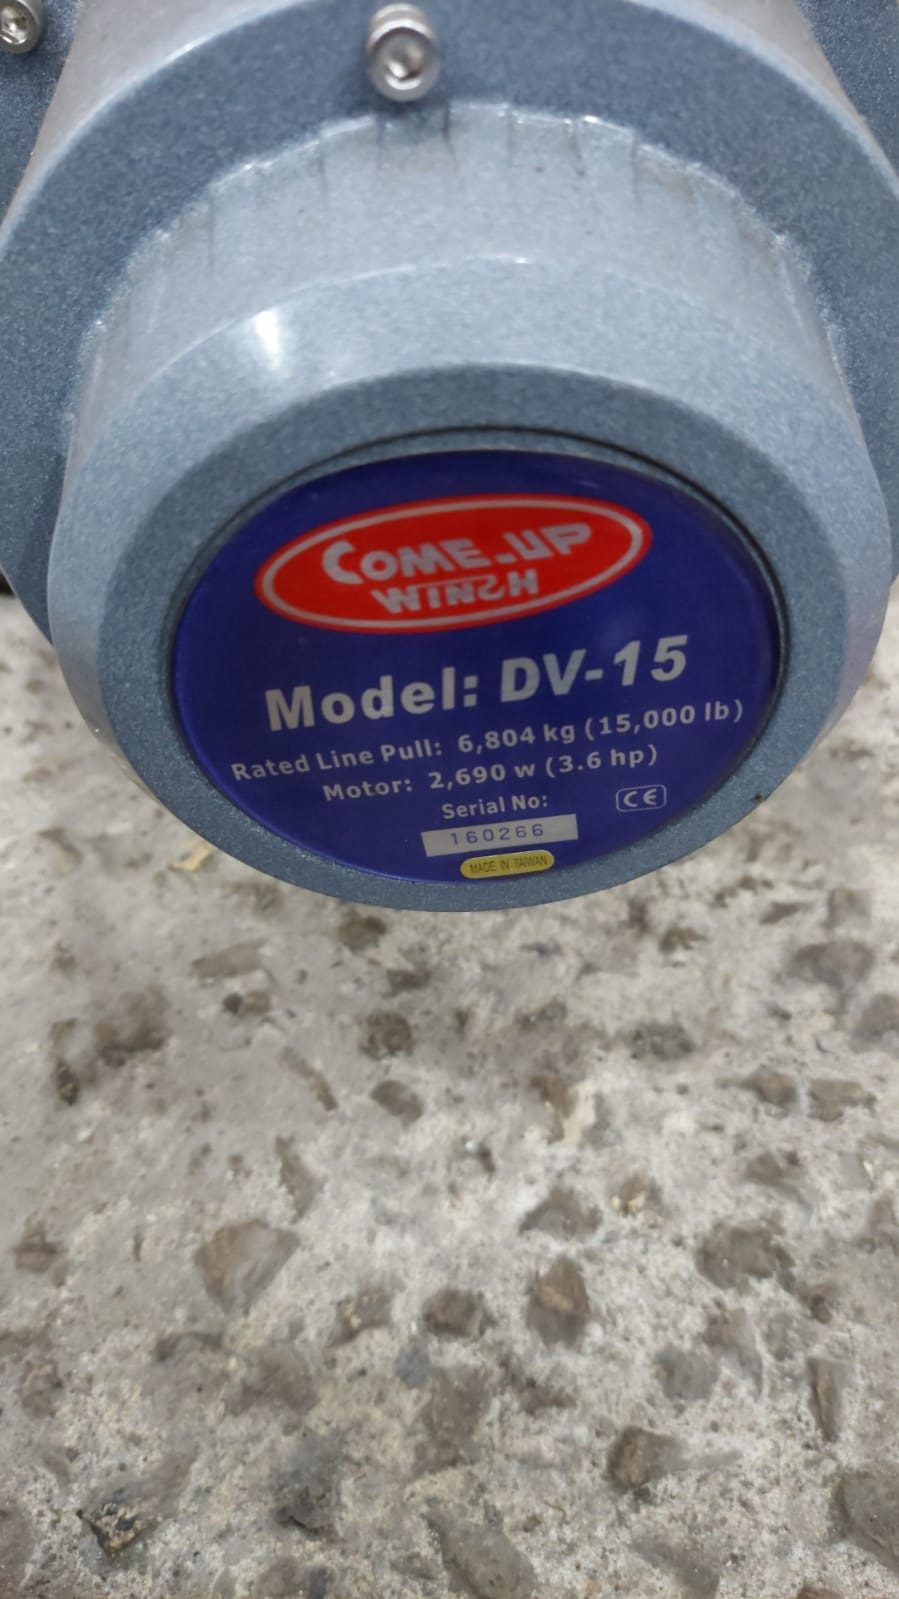 COME-UP
WINCH
Model: DV-15
Rated Line Pull: 6,804 kg (15,000 lb)
Motor: 2,690 w (3.6 hp)
Serial No:
CE
160266
MADE IN TAIWAN